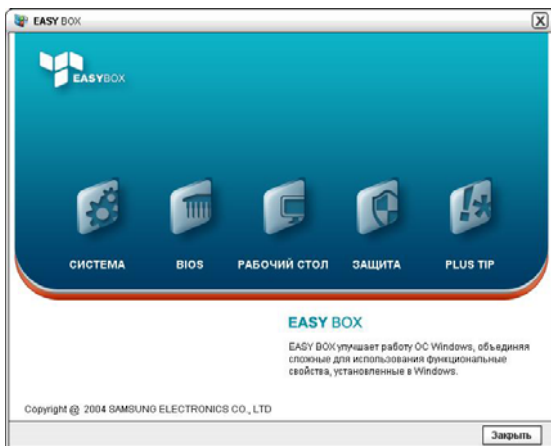 EASY BOX
EASYBOX
СИСТЕМА BIOS РАБОЧИЙ СТОЛ ЗАЩИТА PLUS TIP
EASY BOX
EASY BOX улучшает работу ОС Windows, объединяя
сложные для использования функциональные
свойства, установленные в Windows.
Copyright @ 2004 SAMSUNG ELECTRONICS CO., LTD
Закрыть